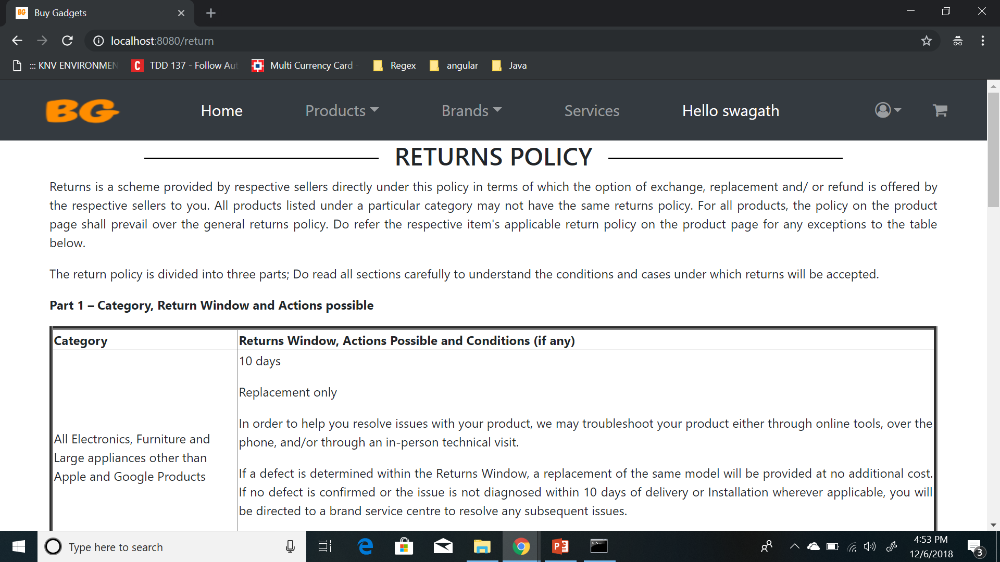 BG Buy Gadgets
localhost:8080/return
::: KNV ENVIRONMEN
C TDD 137 - Follow Aut
Multi Currency Card -
Regex
angular
Java
BG Home Products Brands Services Hello swagath
RETURNS POLICY
Returns is a scheme provided by respective sellers directly under this policy in terms of which the option of exchange, replacement and/ or refund is offered by
the respective sellers to you. All products listed under a particular category may not have the same returns policy. For all products, the policy on the product
page shall prevail over the general returns policy. Do refer the respective item's applicable return policy on the product page for any exceptions to the table
below.
The return policy is divided into three parts; Do read all sections carefully to understand the conditions and cases under which returns will be accepted.
Part 1 – Category, Return Window and Actions possible
Category
Returns Window, Actions Possible and Conditions (if any)
All Electronics, Furniture and
Large appliances other than
Apple and Google Products
10 days
Replacement only
In order to help you resolve issues with your product, we may troubleshoot your product either through online tools, over the
phone, and/or through an in-person technical visit.
If a defect is determined within the Returns Window, a replacement of the same model will be provided at no additional cost.
If no defect is confirmed or the issue is not diagnosed within 10 days of delivery or Installation wherever applicable, you will
be directed to a brand service centre to resolve any subsequent issues.
Type here to search
4:53 PM
12/6/2018
3